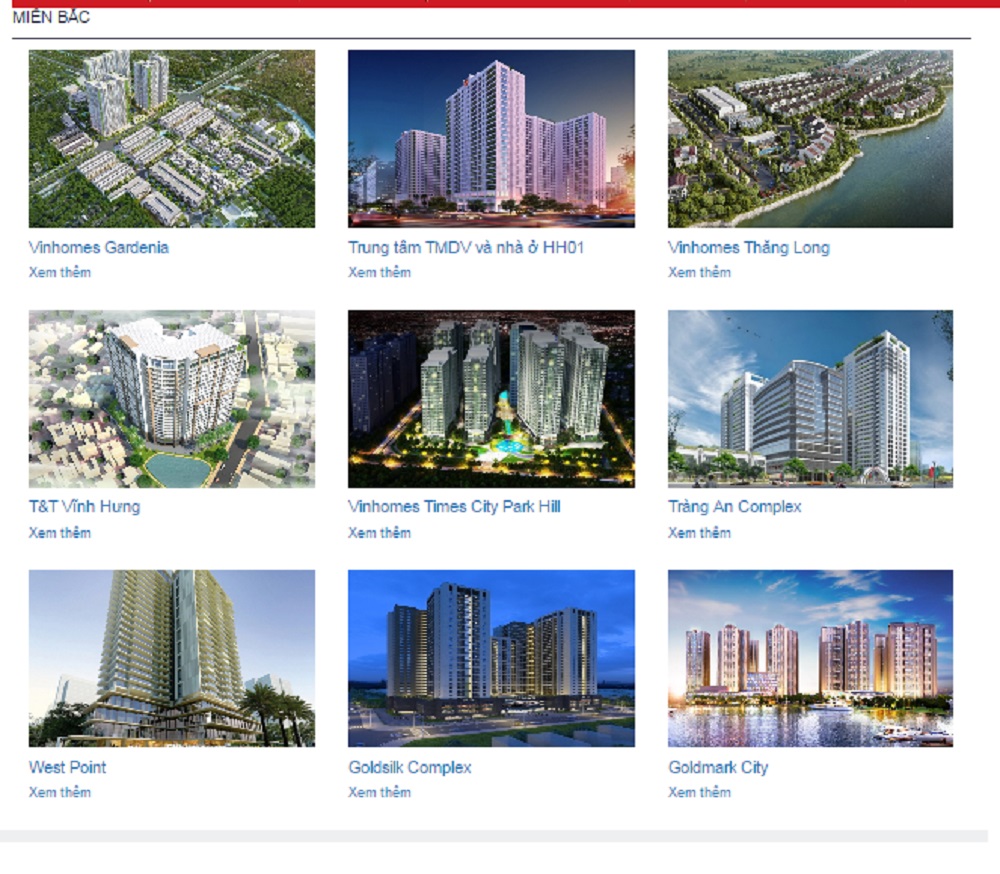 MIỀN BẮC
Vinhomes Gardenia
Xem thêm
Trung tâm TMDV và nhà ở HH01
Xem thêm
Vinhomes Thăng Long
Xem thêm
T&T Vĩnh Hưng
Xem thêm
Vinhomes Times City Park Hill
Xem thêm
Tràng An Complex
Xem thêm
West Point
Xem thêm
Goldsilk Complex
Xem thêm
Goldmark City
Xem thêm